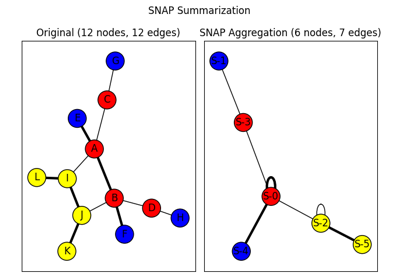 SNAP Summarization
Original (12 nodes, 12 edges)
SNAP Aggregation (6 nodes, 7 edges)
G
C
E
A
L
I
B
D
J
H
F
K
S-1
S-3
S-0
S-2
S-4
S-5